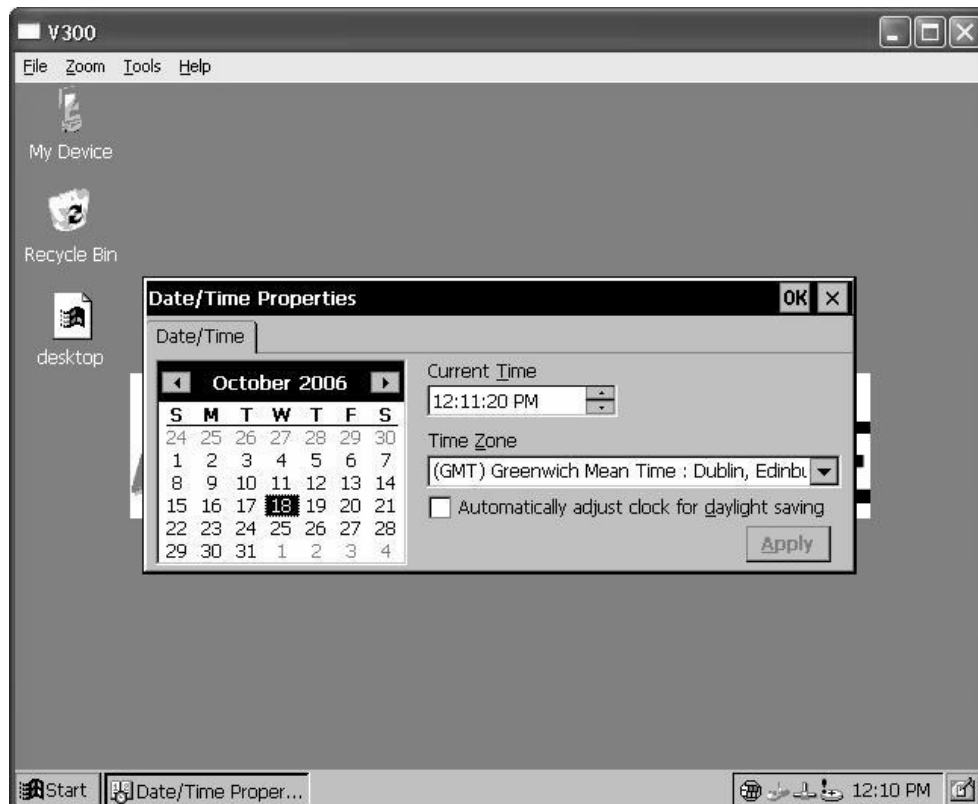 V300
File Zoom Tools Help
My Device
Recycle Bin
desktop
Date/Time Properties OK
Date/Time
October 2006
S M T W T F S
24 25 26 27 28 29 30
1 2 3 4 5 6 7
8 9 10 11 12 13 14
15 16 17 18 19 20 21
22 23 24 25 26 27 28
29 30 31 1 2 3 4
Current Time
12:11:20 PM
Time Zone
(GMT) Greenwich Mean Time : Dublin, Edinbu
Automatically adjust clock for daylight saving
Apply
Start Date/Time Proper... 12:10 PM